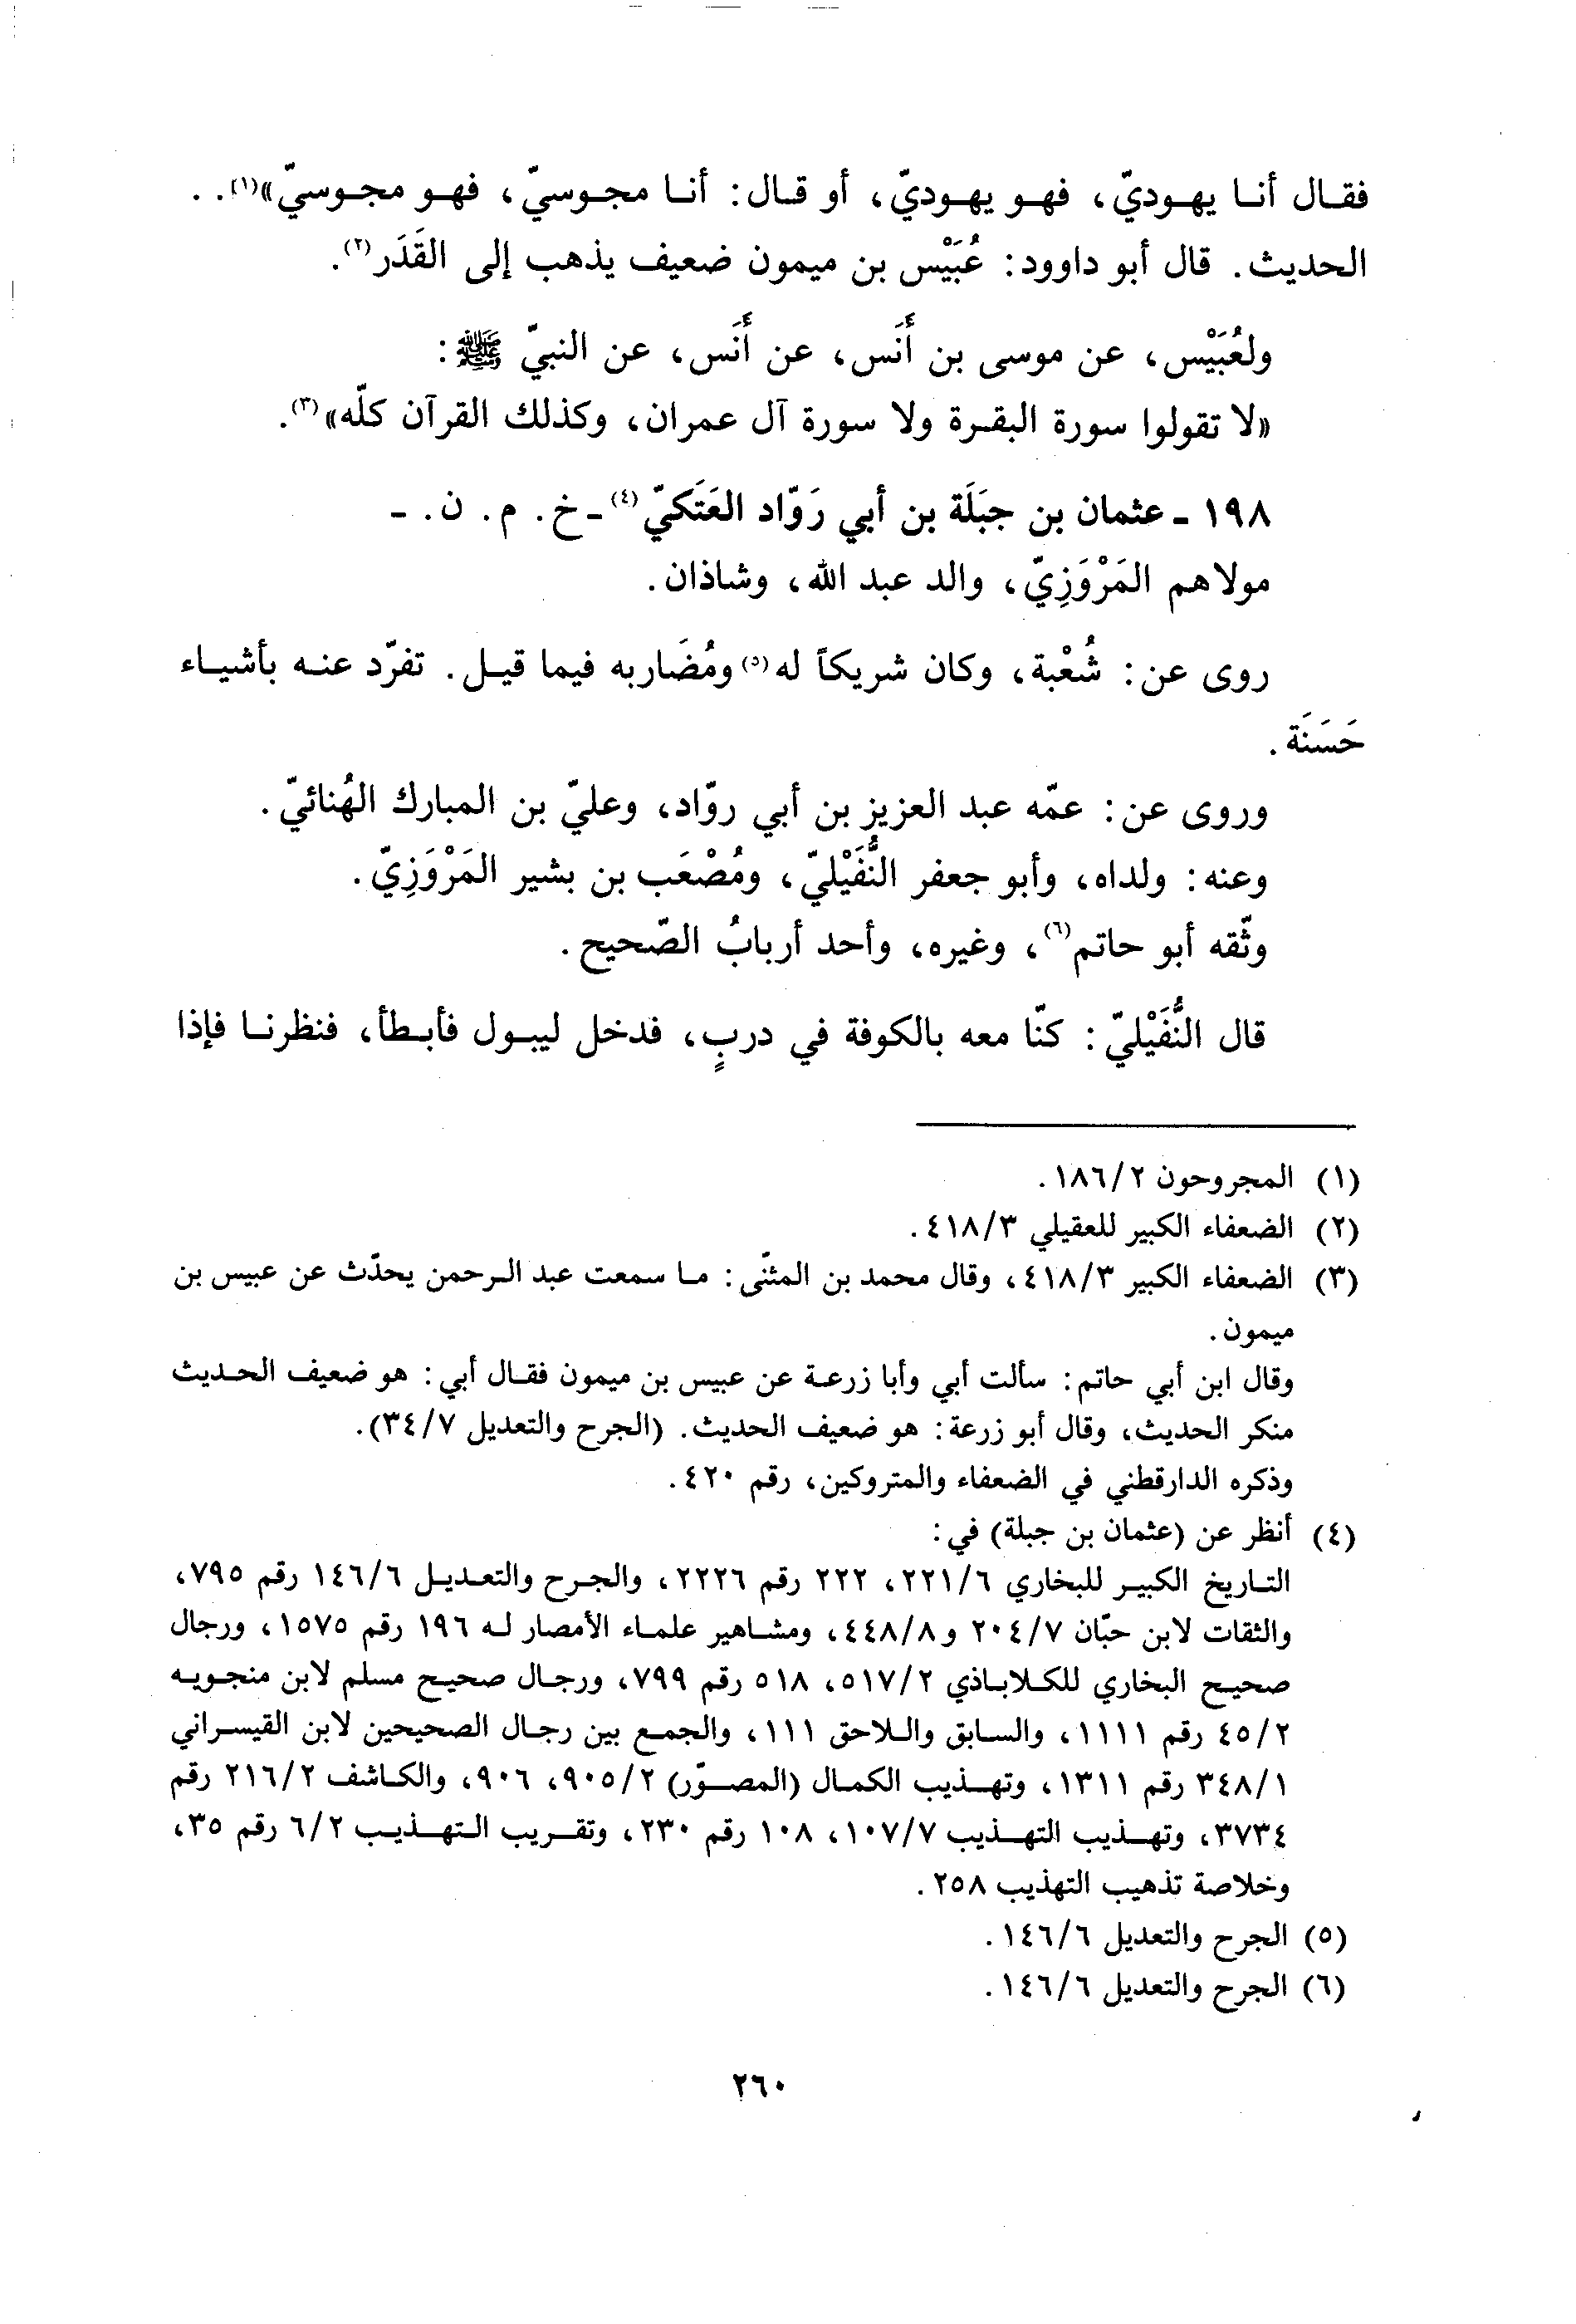 فقال أنا يهوديّ، فهو يهوديّ، أو قال: أنا مجوسيّ، فهو مجوسيّ»(١). .
الحديث. قال أبو داوود: عُبَيْس بن ميمون ضعيف يذهب إلى القَدَر(٢).
ولعُبَيْس، عن موسى بن أَنَس، عن أَنَس، عن النبيّ ﷺ:
«لا تقولوا سورة البقرة ولا سورة آل عمران، وكذلك القرآن كلّه»(٣).
١٩٨ - عثمان بن جبَلَة بن أبي رَوّاد العَتَكيّ(٤) - خ. م. ن. -
مولاهم المَرْوَزِيّ، والد عبد الله، وشاذان.
روى عن: شُعْبة، وكان شريكاً له(٥) ومُضَاربه فيما قيل. تفرّد عنه بأشياء
حَسَنَة.
وروى عن: عمّه عبد العزيز بن أبي روّاد، وعليّ بن المبارك الهُنائيّ.
وعنه: ولداه، وأبو جعفر النُّفَيْليّ، ومُصْعَب بن بشير المَرْوَزِيّ.
وثّقه أبو حاتم(٦)، وغيره، وأحد أربابُ الصّحيح.
قال النُّفَيْليّ: كنّا معه بالكوفة في دربٍ، فدخل ليبول فأبطأ، فنظرنا فإذا
(١) المجروحون ٢/١٨٦.
(٢) الضعفاء الكبير للعقيلي ٣/٤١٨.
(٣) الضعفاء الكبير ٣/٤١٨، وقال محمد بن المثنّى: ما سمعت عبد الرحمن يحدّث عن عبيس بن
ميمون.
وقال ابن أبي حاتم: سألت أبي وأبا زرعة عن عبيس بن ميمون فقال أبي: هو ضعيف الحديث
منكر الحديث، وقال أبو زرعة: هو ضعيف الحديث. (الجرح والتعديل ٧/٣٤).
وذكره الدارقطني في الضعفاء والمتروكين، رقم ٤٢٠.
(٤) أنظر عن (عثمان بن جبلة) في:
التاريخ الكبير للبخاري ٦/٢٢١، ٢٢٢ رقم ٢٢٢٦، والجرح والتعديل ٦/١٤٦ رقم ٧٩٥،
والثقات لابن حبّان ٧/٢٠٤ و٨/٤٤٨، ومشاهير علماء الأمصار له ١٩٦ رقم ١٥٧٥، ورجال
صحيح البخاري للكلاباذي ٢/٥١٧، ٥١٨ رقم ٧٩٩، ورجال صحيح مسلم لابن منجويه
٢/٤٥ رقم ١١١١، والسابق واللاحق ١١١، والجمع بين رجال الصحيحين لابن القيسراني
١/٣٤٨ رقم ١٣١١، وتهذيب الكمال (المصوّر) ٢/٩٠٥، ٩٠٦، والكاشف ٢/٢١٦ رقم
٣٧٣٤، وتهذيب التهذيب ٧/١٠٧، ١٠٨ رقم ٢٣٠، وتقريب التهذيب ٢/٦ رقم ٣٥،
وخلاصة تذهيب التهذيب ٢٥٨.
(٥) الجرح والتعديل ٦/١٤٦.
(٦) الجرح والتعديل ٦/١٤٦.
٢٦٠